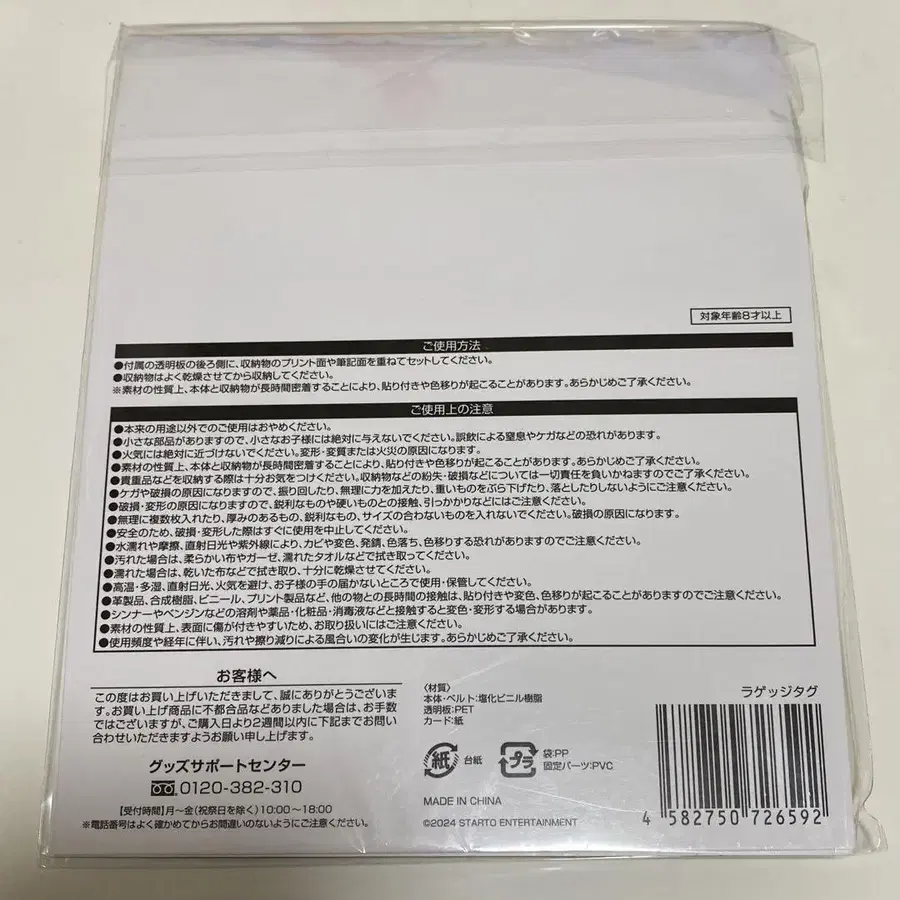 対象年齢8才以上
ご使用方法
●付属の透明板の後ろ側に、収納物のプリント面や筆記面を重ねてセットしてください。
●収納物はよく乾燥させてから収納してください。
※素材の性質上、本体と収納物が長時間密着することにより、貼り付きや色移りが起こることがあります。あらかじめご了承ください。
ご使用上の注意
●本来の用途以外でのご使用はおやめください。
●小さな部品がありますので、小さなお子様には絶対に与えないでください。誤飲による窒息やケガなどの恐れがあります。
●火気には絶対に近づけないでください。変形・変質または火災の原因になります。
●素材の性質上、本体と収納物が長時間密着することにより、貼り付きや色移りが起こることがあります。あらかじめご了承ください。
●貴重品などを収納する際は十分お気をつけください。収納物などの紛失・破損などについては一切責任を負いかねますのでご了承ください。
●ケガや破損の原因になりますので、振り回したり、無理に力を加えたり、重いものをぶら下げたり、落としたりしないようにご注意ください。
●破損・変形の原因になりますので、鋭利なものや硬いものとの接触、引っかかりなどにはご注意ください。
●無理に複数枚入れたり、厚みのあるもの、鋭利なもの、サイズの合わないものを入れないでください。破損の原因になります。
●安全のため、破損・変形した際はすぐに使用を中止してください。
●水濡れや摩擦、直射日光や紫外線により、カビや変色、発錆、色落ち、色移りする恐れがありますのでご注意ください。
●汚れた場合は、柔らかい布やガーゼ、濡れたタオルなどで拭き取ってください。
●濡れた場合は、乾いた布などで拭き取り、十分に乾燥させてください。
●高温・多湿、直射日光、火気を避け、お子様の手の届かないところで使用・保管してください。
●革製品、合成樹脂、ビニール、プリント製品など、他の物との長時間の接触は、貼り付きや変色、色移りが起こることがありますのでご注意ください。
●シンナーやベンジンなどの溶剤や薬品・化粧品・消毒液などと接触すると変色・変形する場合があります。
●素材の性質上、表面に傷が付きやすいため、お取り扱いにはご注意ください。
●使用頻度や経年に伴い、汚れや擦り減りによる風合いの変化が生じます。あらかじめご了承ください。
お客様へ
この度はお買い上げいただきまして、誠にありがとうございま
す。お買い上げ商品に不都合品などありました場合は、お手数
ではございますが、ご購入日より2週間以内に下記までお問い
合わせいただきますようお願い申し上げます。
グッズサポートセンター
0120-382-310
【受付時間】月〜金(祝祭日を除く)10:00〜18:00
※電話番号はよく確かめてからお間違いのないようにご注意ください。
〈材質〉
本体・ベルト:塩化ビニル樹脂
透明板:PET
カード:紙
紙 台紙
プラ 袋:PP
固定パーツ:PVC
MADE IN CHINA
©2024 STARTO ENTERTAINMENT
ラゲッジタグ
4 582750 726592